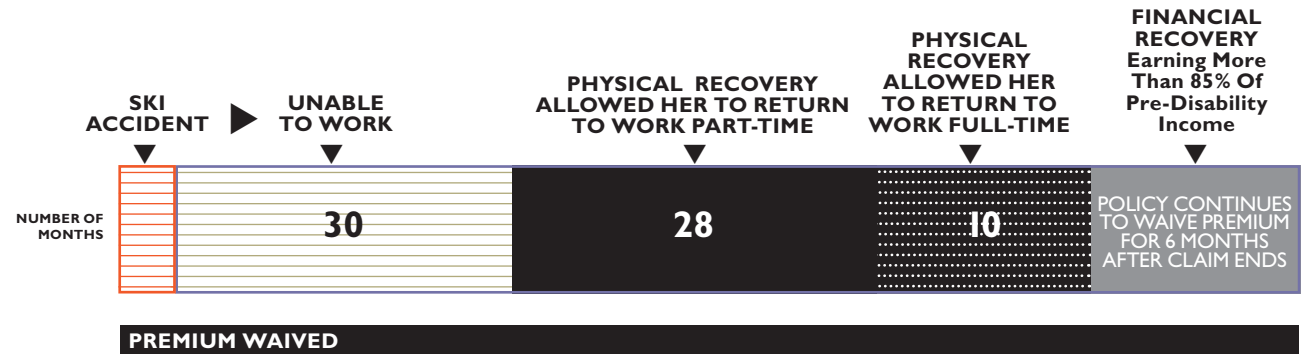 SKI
ACCIDENT
UNABLE
TO WORK
PHYSICAL RECOVERY
ALLOWED HER TO RETURN
TO WORK PART-TIME
PHYSICAL
RECOVERY
ALLOWED HER
TO RETURN TO
WORK FULL-TIME
FINANCIAL
RECOVERY
Earning More
Than 85% Of
Pre-Disability
Income
NUMBER OF
MONTHS
30
28
10
POLICY CONTINUES
TO WAIVE PREMIUM
FOR 6 MONTHS
AFTER CLAIM ENDS
PREMIUM WAIVED